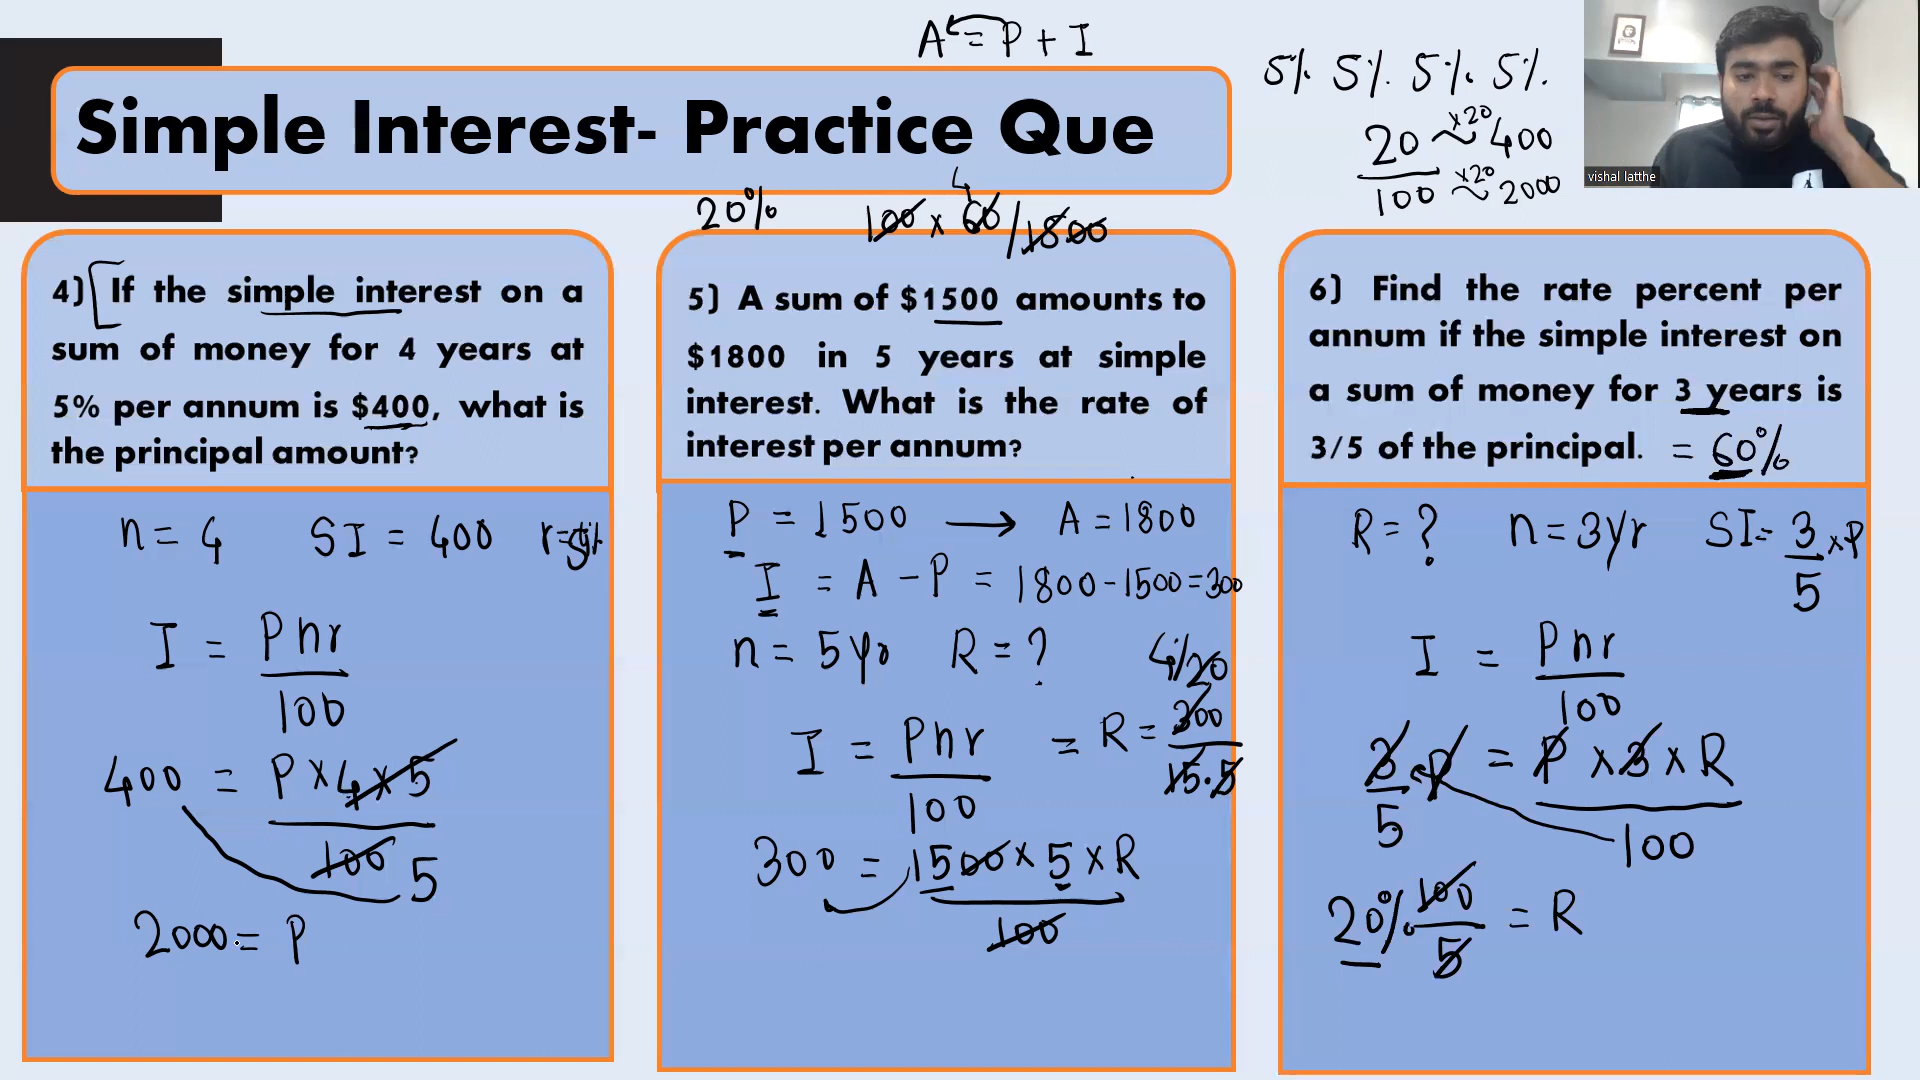 A = P + I
5% 5% 5% 5%
Simple Interest- Practice Que
20 ×20 400
100 ×20 2000
vishal latthe
20%
4
100 × 60 / 1800
4) If the simple interest on a
sum of money for 4 years at
5% per annum is $400, what is
the principal amount?
n = 4 SI = 400 r=
I = Pnr
100
400 = P × 4 × 5
100 5
2000 = P
5) A sum of $1500 amounts to
$1800 in 5 years at simple
interest. What is the rate of
interest per annum?
P = 1500 → A = 1800
I = A - P = 1800 - 1500 = 300
n = 5 yr R = ?
4 / 20
I = Pnr = R = 300
100 15 · 5
300 = 1500 × 5 × R
100
6) Find the rate percent per
annum if the simple interest on
a sum of money for 3 years is
3/5 of the principal. = 60%
R = ? n = 3yr SI = 3 × P
5
I = Pnr
100
3 P = P × 3 × R
5 100
20% 100 = R
5